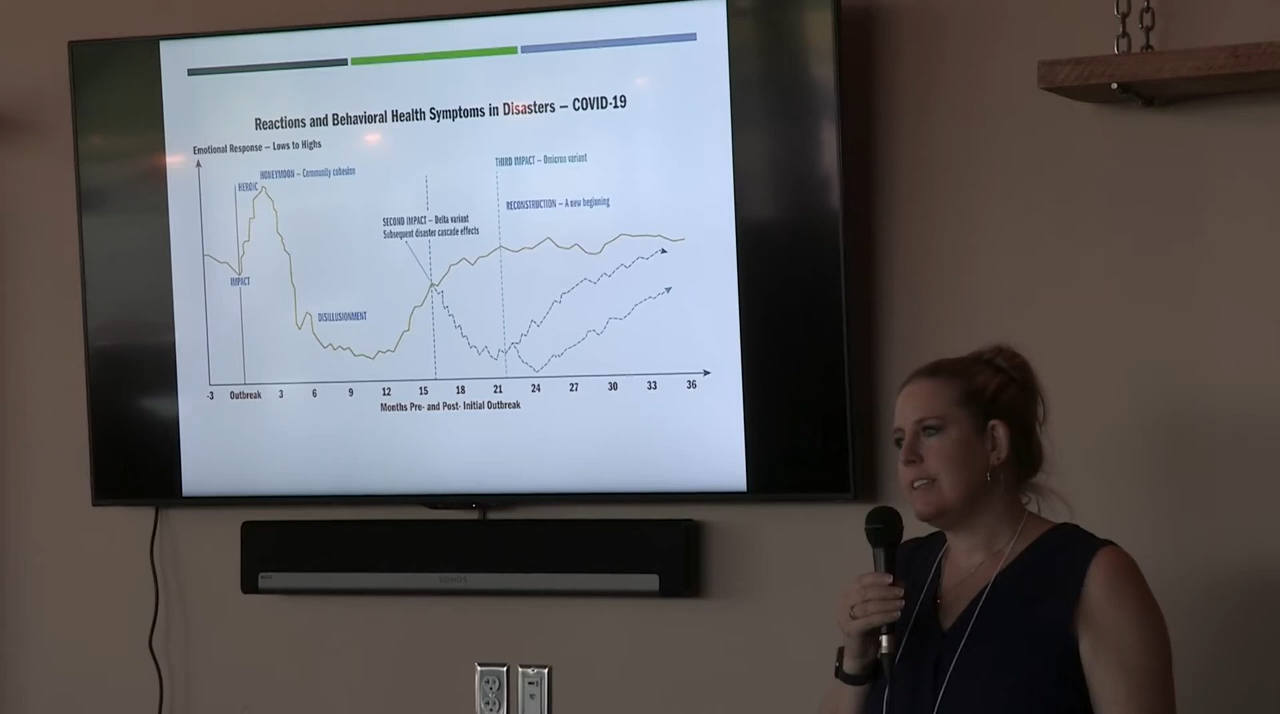 Reactions and Behavioral Health Symptoms in Disasters – COVID-19
Emotional Response – Lows to Highs
THIRD IMPACT – Omicron variant
HONEYMOON – Community cohesion
HEROIC
RECONSTRUCTION – A new beginning
SECOND IMPACT – Delta variant
Subsequent disaster cascade effects
IMPACT
DISILLUSIONMENT
-3 Outbreak 3 6 9 12 15 18 21 24 27 30 33 36
Months Pre- and Post- Initial Outbreak
SONOS